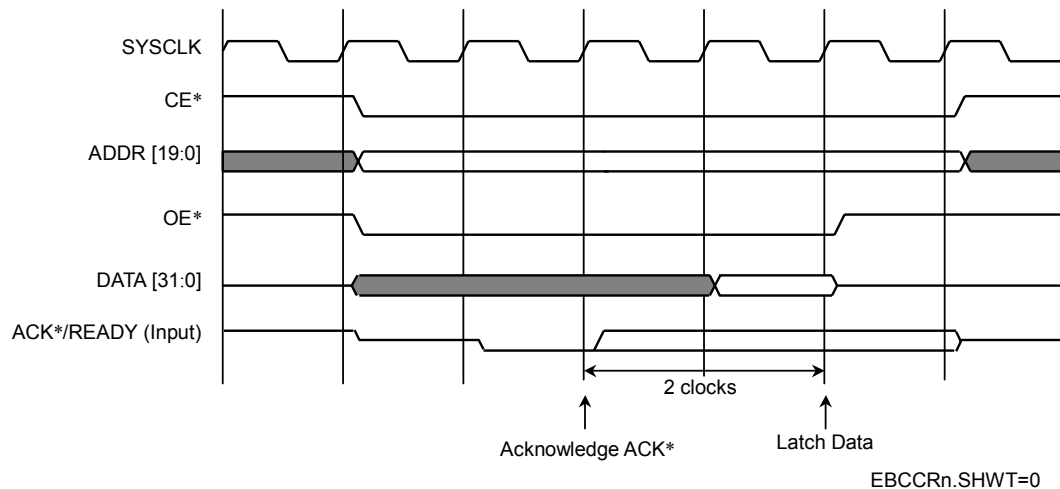 SYSCLK
CE*
ADDR [19:0]
OE*
DATA [31:0]
ACK*/READY (Input)
2 clocks
Acknowledge ACK*
Latch Data
EBCCRn.SHWT=0